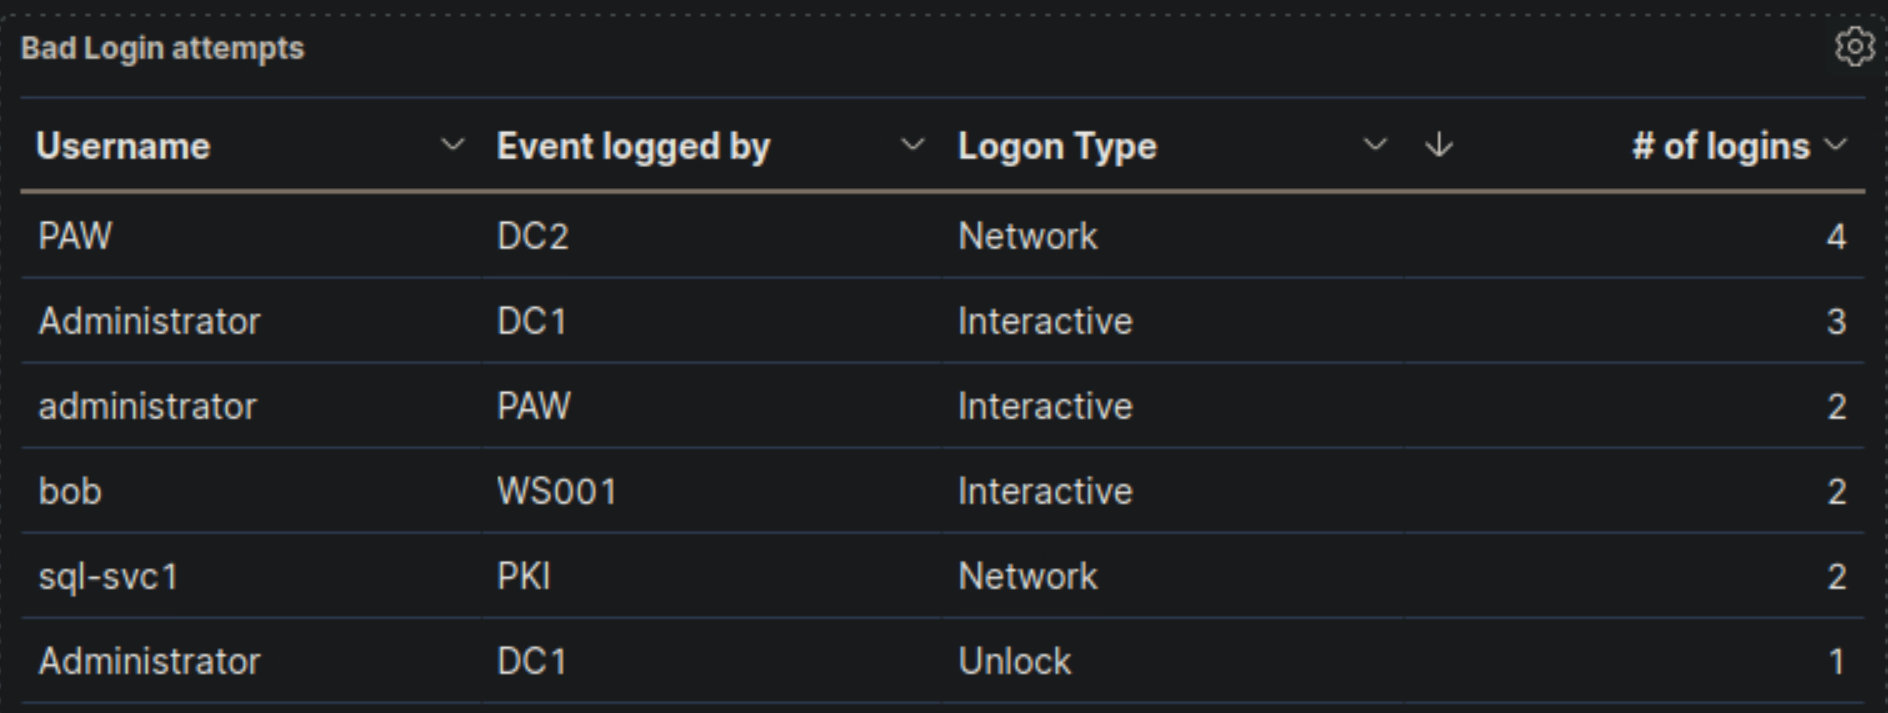 Bad Login attempts
Username Event logged by Logon Type # of logins
PAW DC2 Network 4
Administrator DC1 Interactive 3
administrator PAW Interactive 2
bob WS001 Interactive 2
sql-svc1 PKI Network 2
Administrator DC1 Unlock 1